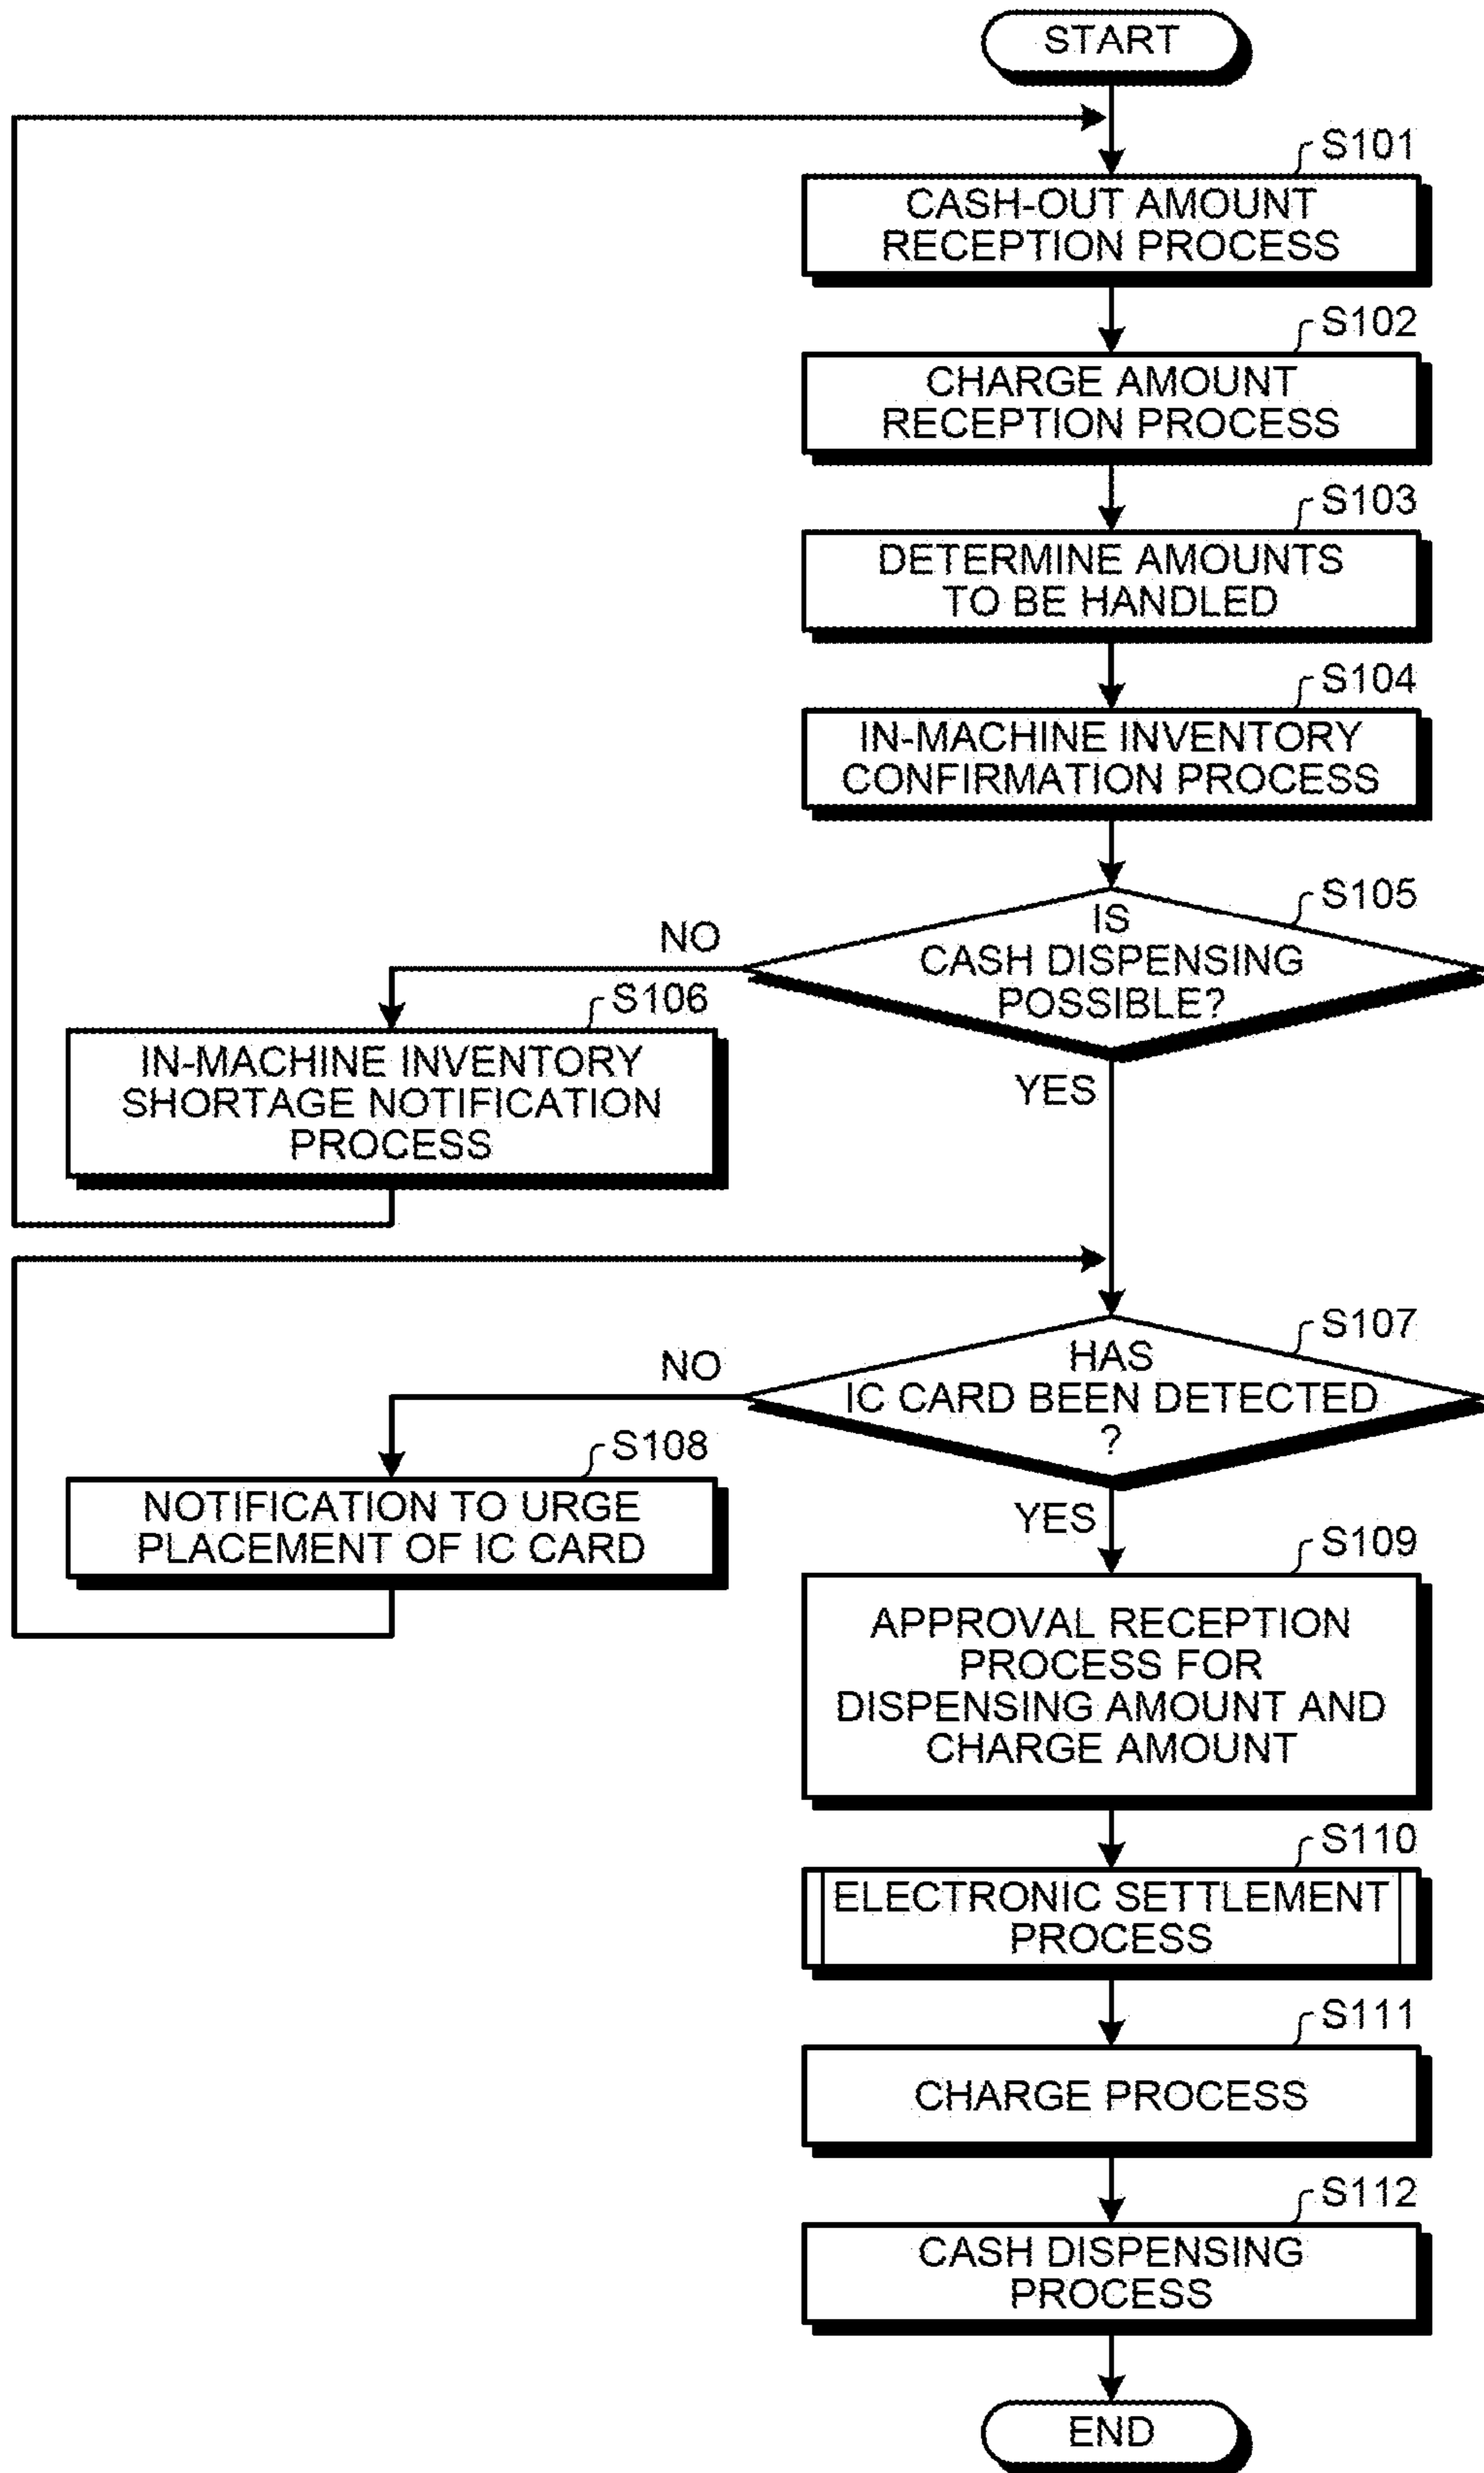 START
S101
CASH-OUT AMOUNT
RECEPTION PROCESS
S102
CHARGE AMOUNT
RECEPTION PROCESS
S103
DETERMINE AMOUNTS
TO BE HANDLED
S104
IN-MACHINE INVENTORY
CONFIRMATION PROCESS
S105
IS
CASH DISPENSING
POSSIBLE?
NO
S106
IN-MACHINE INVENTORY
SHORTAGE NOTIFICATION
PROCESS
YES
S107
HAS
IC CARD BEEN DETECTED
?
NO
S108
NOTIFICATION TO URGE
PLACEMENT OF IC CARD
YES
S109
APPROVAL RECEPTION
PROCESS FOR
DISPENSING AMOUNT AND
CHARGE AMOUNT
S110
ELECTRONIC SETTLEMENT
PROCESS
S111
CHARGE PROCESS
S112
CASH DISPENSING
PROCESS
END